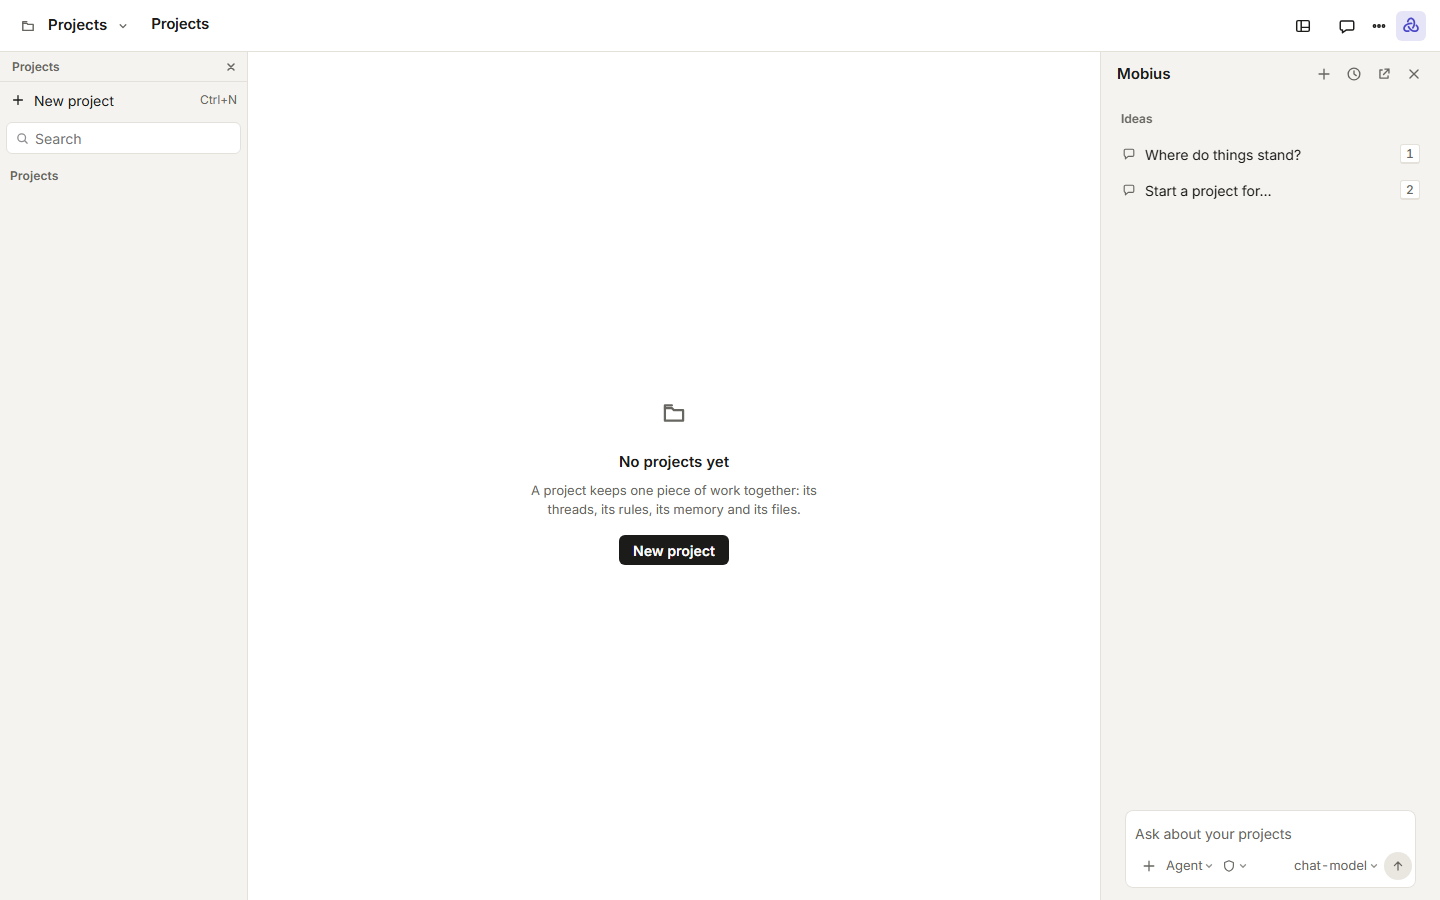 Projects
Projects
Projects
New project
Ctrl+N
Search
Projects
No projects yet
A project keeps one piece of work together: its
threads, its rules, its memory and its files.
New project
Mobius
Ideas
Where do things stand?
1
Start a project for...
2
Ask about your projects
Agent
chat-model